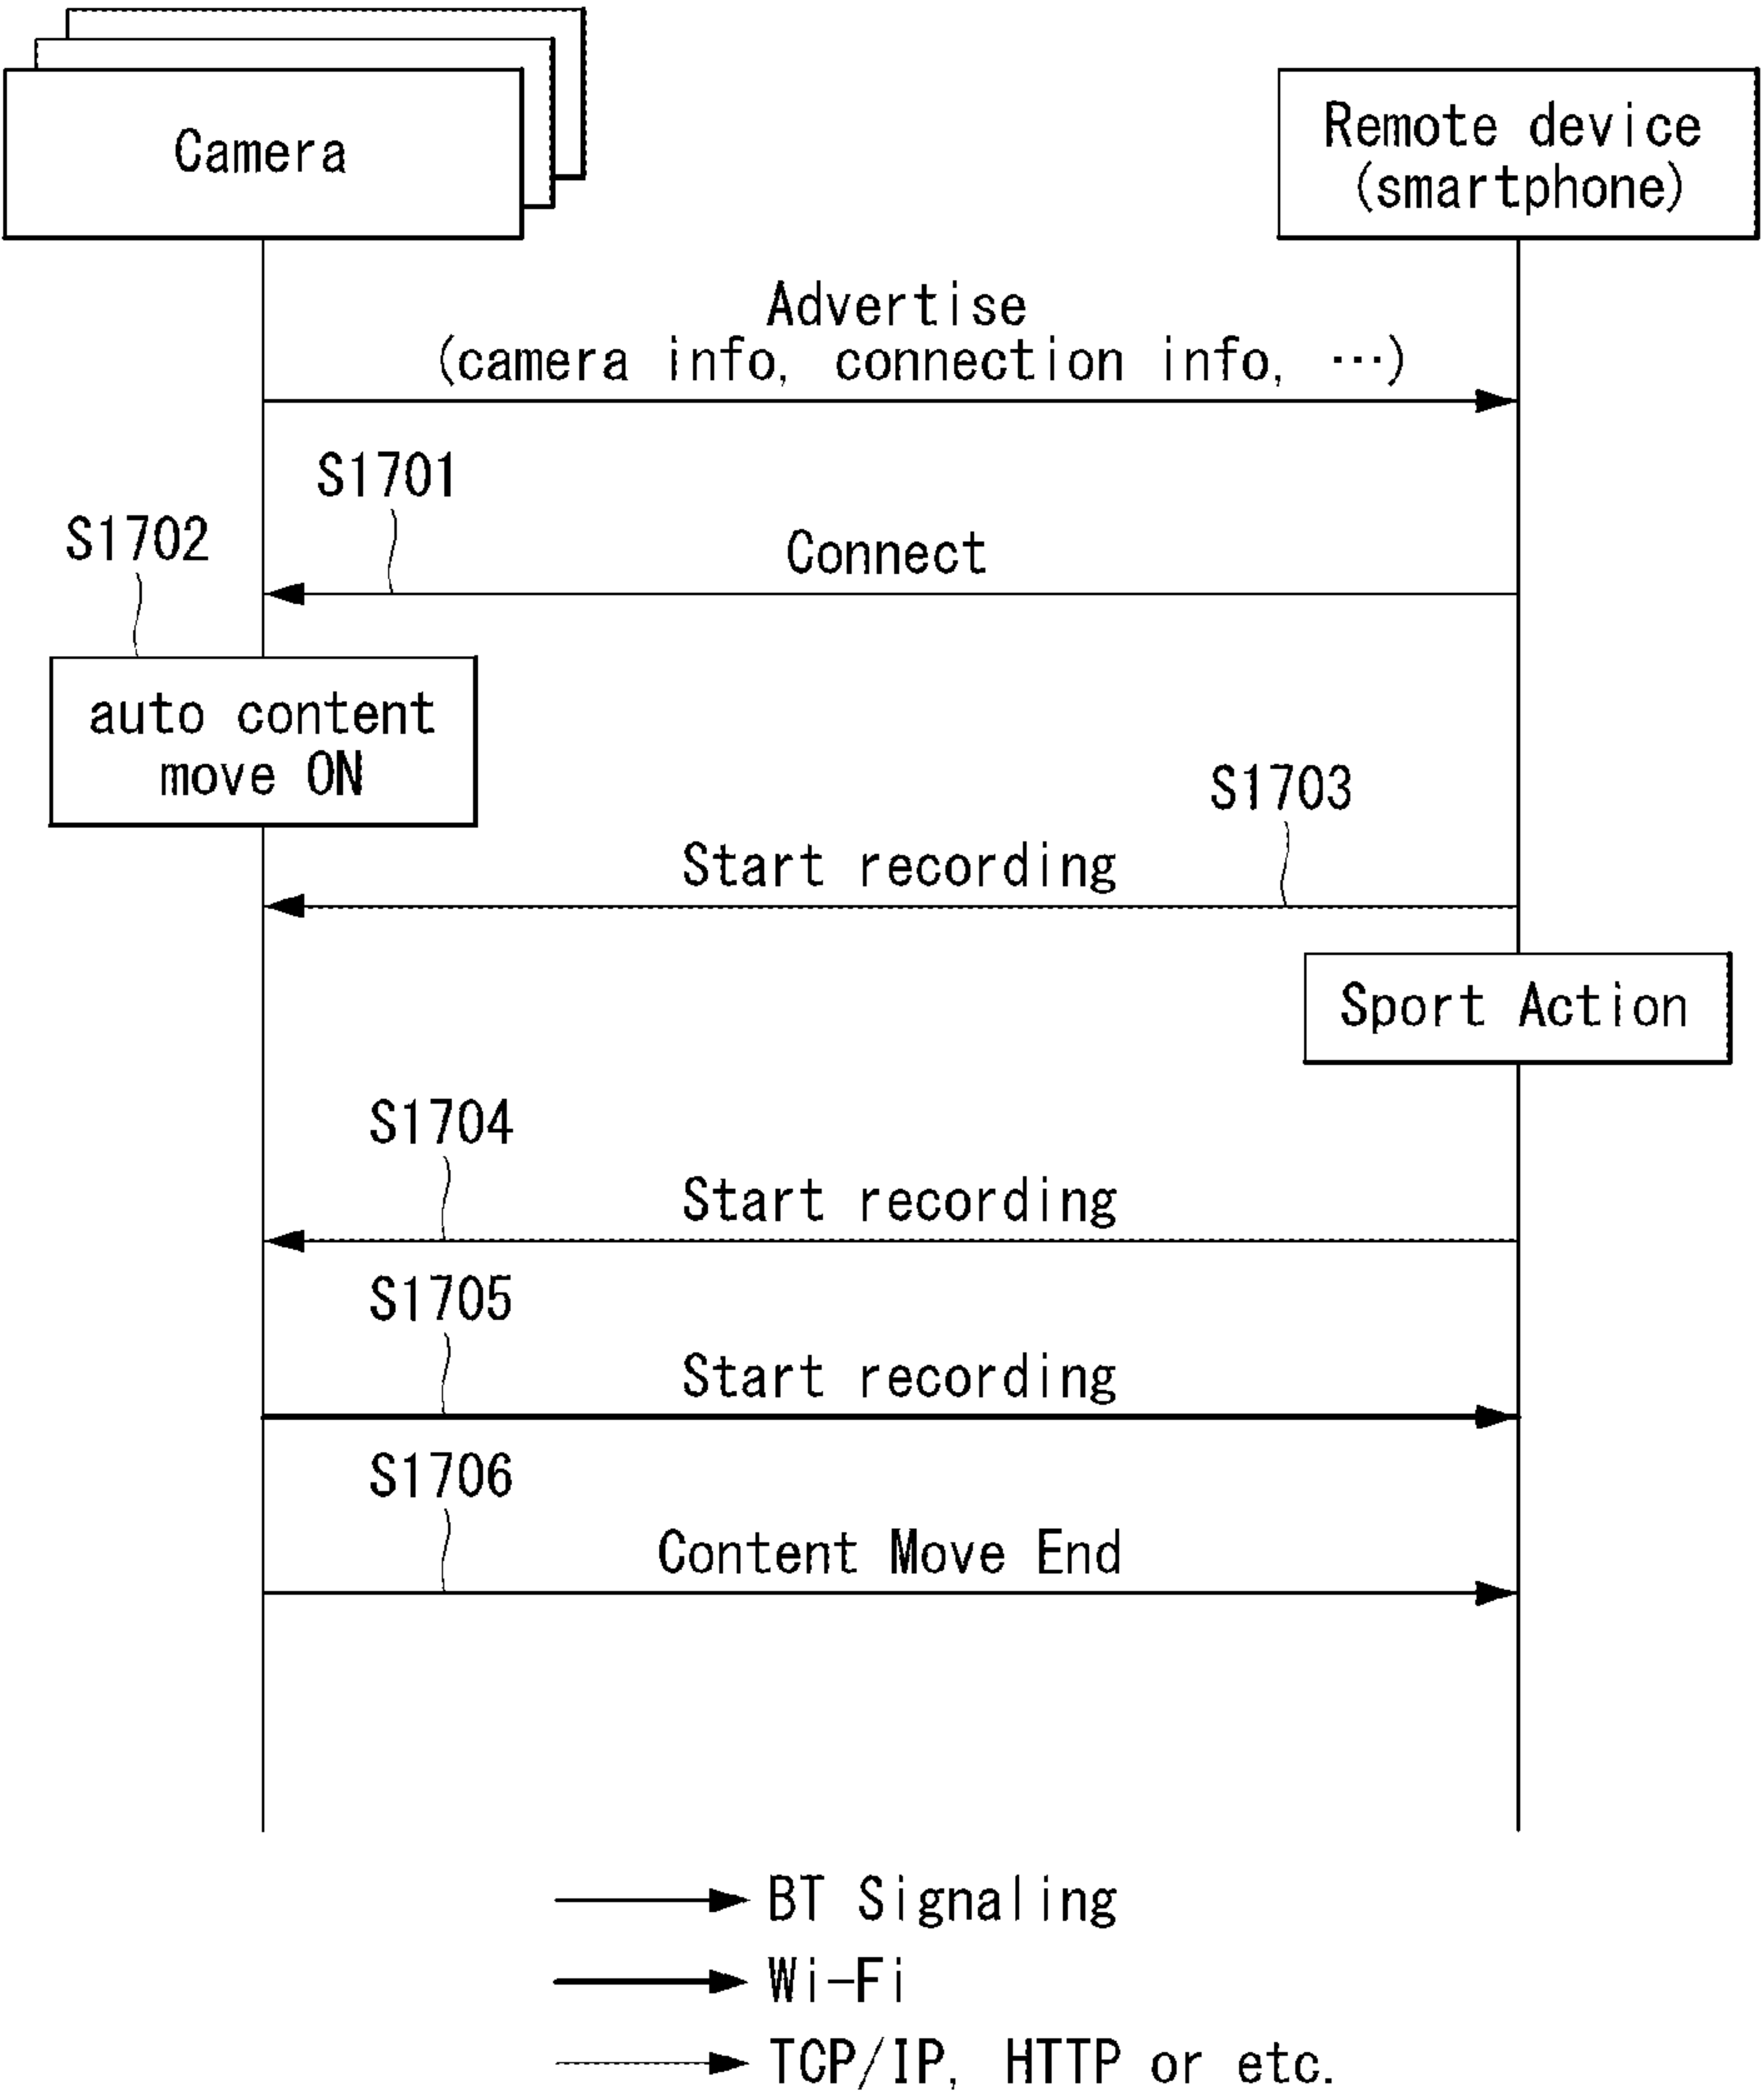 Camera
Remote device
(smartphone)
Advertise
(camera info, connection info, …)
S1701
S1702
Connect
auto content
move ON
S1703
Start recording
Sport Action
S1704
Start recording
S1705
Start recording
S1706
Content Move End
BT Signaling
Wi-Fi
TCP/IP, HTTP or etc.